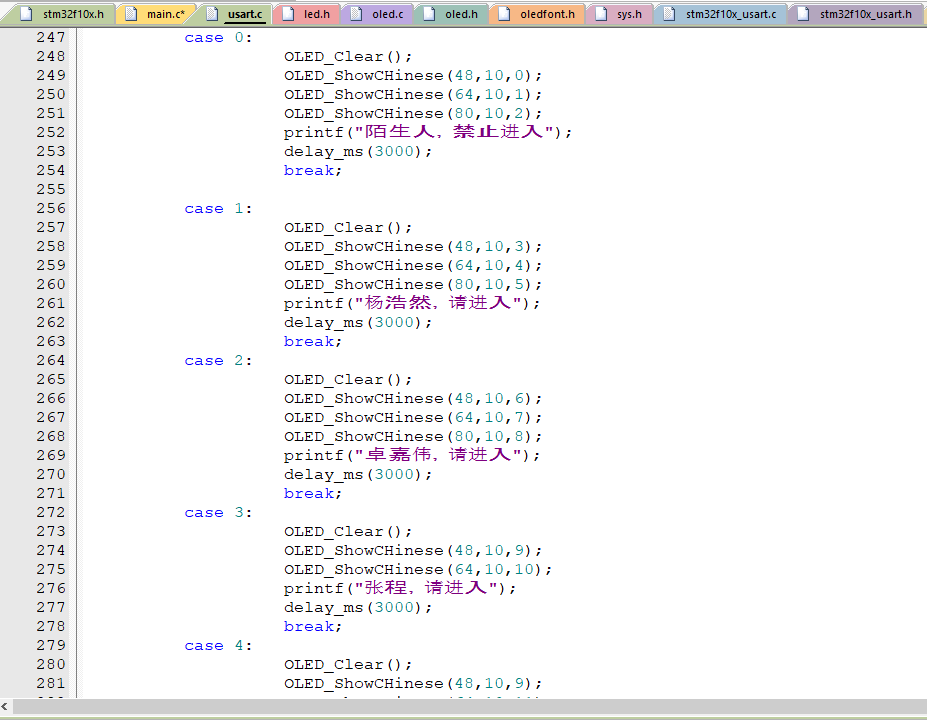 stm32f10x.h main.c* usart.c led.h oled.c oled.h oledfont.h sys.h stm32f10x_usart.c stm32f10x_usart.h
247 case 0:
248 OLED_Clear();
249 OLED_ShowCHinese(48,10,0);
250 OLED_ShowCHinese(64,10,1);
251 OLED_ShowCHinese(80,10,2);
252 printf("陌生人，禁止进入");
253 delay_ms(3000);
254 break;
255
256 case 1:
257 OLED_Clear();
258 OLED_ShowCHinese(48,10,3);
259 OLED_ShowCHinese(64,10,4);
260 OLED_ShowCHinese(80,10,5);
261 printf("杨浩然，请进入");
262 delay_ms(3000);
263 break;
264 case 2:
265 OLED_Clear();
266 OLED_ShowCHinese(48,10,6);
267 OLED_ShowCHinese(64,10,7);
268 OLED_ShowCHinese(80,10,8);
269 printf("卓嘉伟，请进入");
270 delay_ms(3000);
271 break;
272 case 3:
273 OLED_Clear();
274 OLED_ShowCHinese(48,10,9);
275 OLED_ShowCHinese(64,10,10);
276 printf("张程，请进入");
277 delay_ms(3000);
278 break;
279 case 4:
280 OLED_Clear();
281 OLED_ShowCHinese(48,10,9);